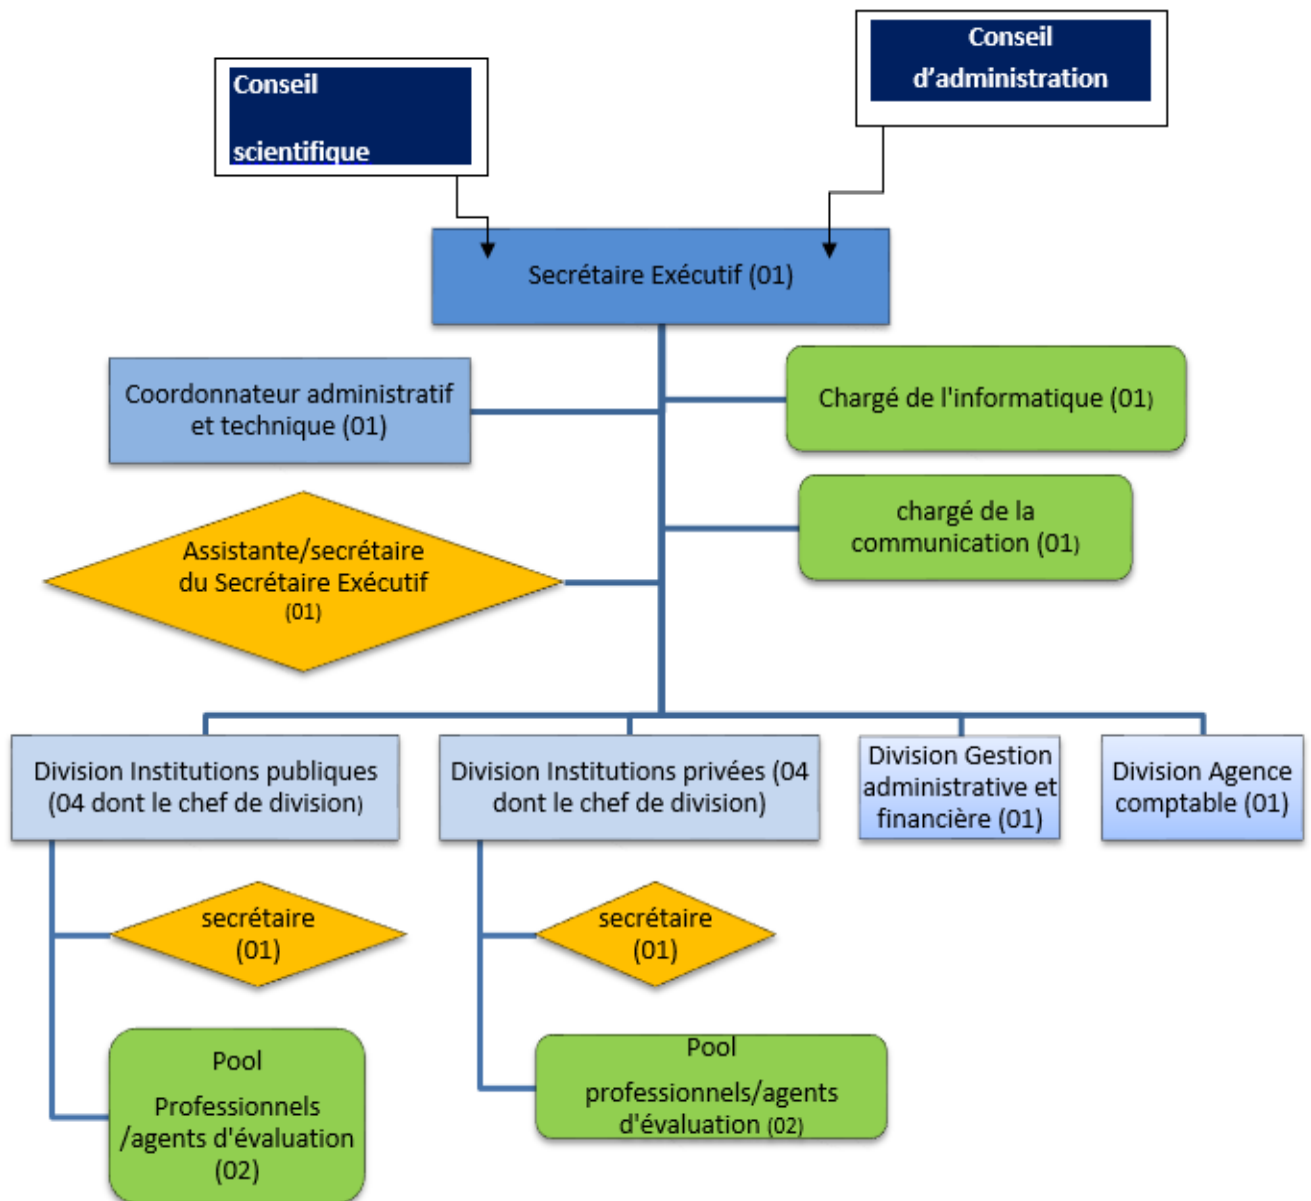 Conseil
d’administration
Conseil
scientifique
Secrétaire Exécutif (01)
Coordonnateur administratif
et technique (01)
Chargé de l'informatique (01)
chargé de la
communication (01)
Assistante/secrétaire
du Secrétaire Exécutif
(01)
Division Institutions publiques
(04 dont le chef de division)
Division Institutions privées (04
dont le chef de division)
Division Gestion
administrative et
financière (01)
Division Agence
comptable (01)
secrétaire
(01)
secrétaire
(01)
Pool
Professionnels
/agents d'évaluation
(02)
Pool
professionnels/agents
d'évaluation (02)